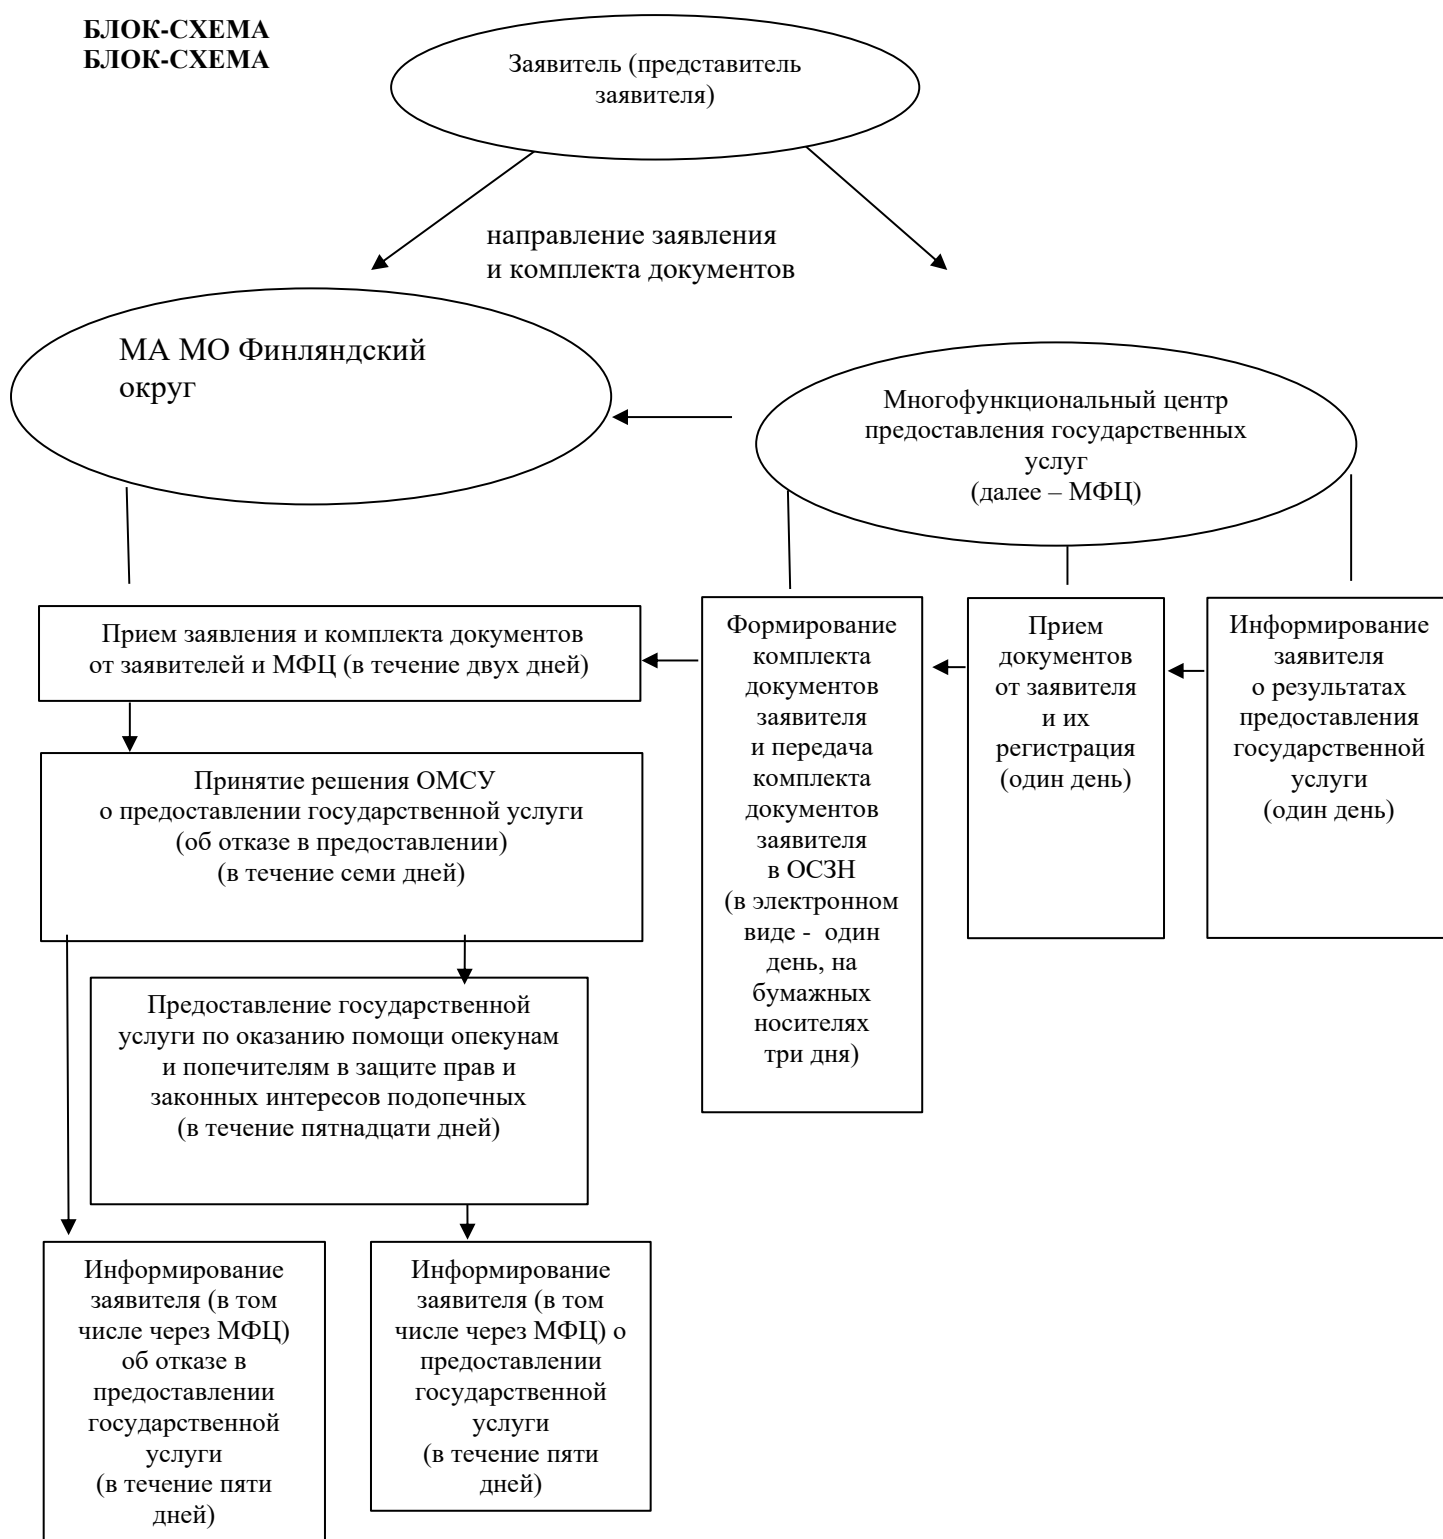 БЛОК-СХЕМА
БЛОК-СХЕМА
Заявитель (представитель
заявителя)
направление заявления
и комплекта документов
МА МО Финляндский
округ
Многофункциональный центр
предоставления государственных
услуг
(далее – МФЦ)
Прием заявления и комплекта документов
от заявителей и МФЦ (в течение двух дней)
Формирование
комплекта
документов
заявителя
и передача
комплекта
документов
заявителя
в ОСЗН
(в электронном
виде -  один
день, на
бумажных
носителях
три дня)
Прием
документов
от заявителя
и их
регистрация
(один день)
Информирование
заявителя
о результатах
предоставления
государственной
услуги
(один день)
Принятие решения ОМСУ
о предоставлении государственной услуги
(об отказе в предоставлении)
(в течение семи дней)
Предоставление государственной
услуги по оказанию помощи опекунам
и попечителям в защите прав и
законных интересов подопечных
(в течение пятнадцати дней)
Информирование
заявителя (в том
числе через МФЦ)
об отказе в
предоставлении
государственной
услуги
(в течение пяти
дней)
Информирование
заявителя (в том
числе через МФЦ) о
предоставлении
государственной
услуги
(в течение пяти
дней)